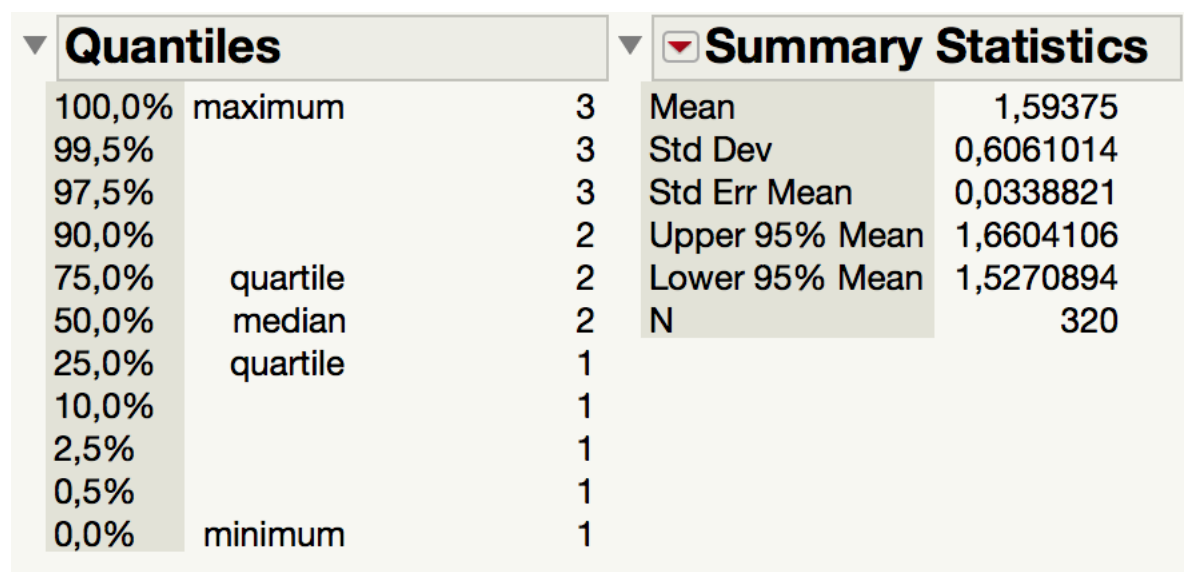 Quantiles
100,0% maximum 3
99,5% 3
97,5% 3
90,0% 2
75,0% quartile 2
50,0% median 2
25,0% quartile 1
10,0% 1
2,5% 1
0,5% 1
0,0% minimum 1
Summary Statistics
Mean 1,59375
Std Dev 0,6061014
Std Err Mean 0,0338821
Upper 95% Mean 1,6604106
Lower 95% Mean 1,5270894
N 320